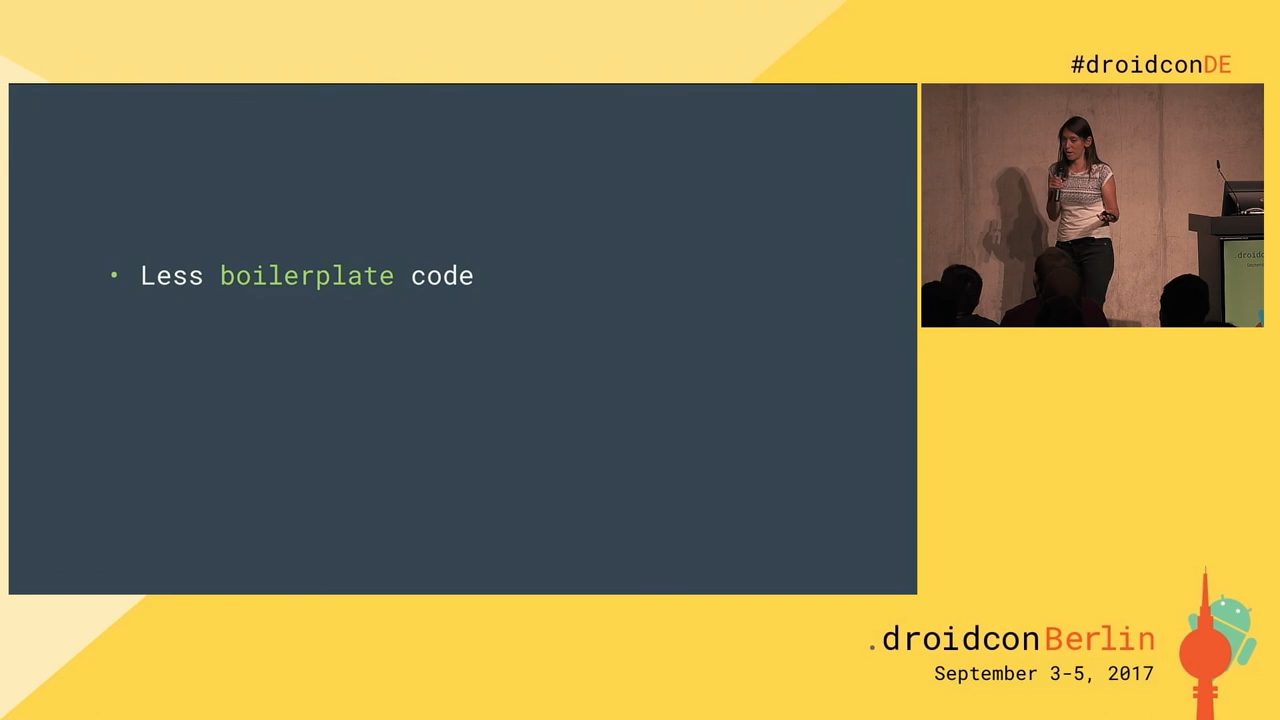 #droidconDE
• Less boilerplate code
.droidconBerlin
September 3-5, 2017